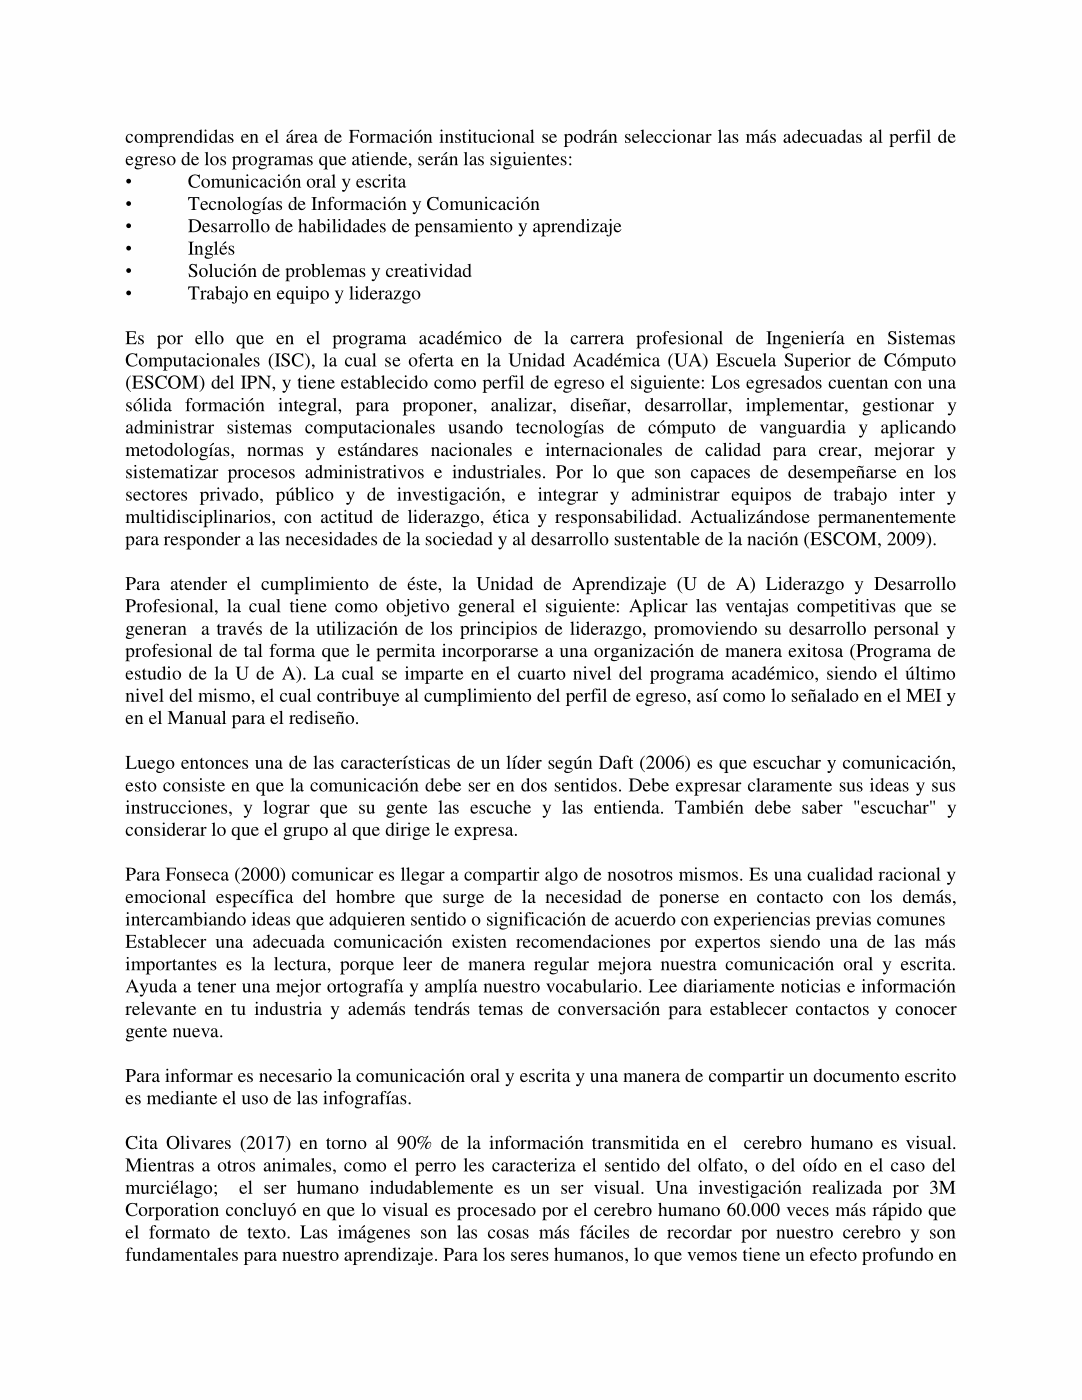 comprendidas en el área de Formación institucional se podrán seleccionar las más adecuadas al perfil de
egreso de los programas que atiende, serán las siguientes:
• Comunicación oral y escrita
• Tecnologías de Información y Comunicación
• Desarrollo de habilidades de pensamiento y aprendizaje
• Inglés
• Solución de problemas y creatividad
• Trabajo en equipo y liderazgo
Es por ello que en el programa académico de la carrera profesional de Ingeniería en Sistemas
Computacionales (ISC), la cual se oferta en la Unidad Académica (UA) Escuela Superior de Cómputo
(ESCOM) del IPN, y tiene establecido como perfil de egreso el siguiente: Los egresados cuentan con una
sólida formación integral, para proponer, analizar, diseñar, desarrollar, implementar, gestionar y
administrar sistemas computacionales usando tecnologías de cómputo de vanguardia y aplicando
metodologías, normas y estándares nacionales e internacionales de calidad para crear, mejorar y
sistematizar procesos administrativos e industriales. Por lo que son capaces de desempeñarse en los
sectores privado, público y de investigación, e integrar y administrar equipos de trabajo inter y
multidisciplinarios, con actitud de liderazgo, ética y responsabilidad. Actualizándose permanentemente
para responder a las necesidades de la sociedad y al desarrollo sustentable de la nación (ESCOM, 2009).
Para atender el cumplimiento de éste, la Unidad de Aprendizaje (U de A) Liderazgo y Desarrollo
Profesional, la cual tiene como objetivo general el siguiente: Aplicar las ventajas competitivas que se
generan  a través de la utilización de los principios de liderazgo, promoviendo su desarrollo personal y
profesional de tal forma que le permita incorporarse a una organización de manera exitosa (Programa de
estudio de la U de A). La cual se imparte en el cuarto nivel del programa académico, siendo el último
nivel del mismo, el cual contribuye al cumplimiento del perfil de egreso, así como lo señalado en el MEI y
en el Manual para el rediseño.
Luego entonces una de las características de un líder según Daft (2006) es que escuchar y comunicación,
esto consiste en que la comunicación debe ser en dos sentidos. Debe expresar claramente sus ideas y sus
instrucciones, y lograr que su gente las escuche y las entienda. También debe saber "escuchar" y
considerar lo que el grupo al que dirige le expresa.
Para Fonseca (2000) comunicar es llegar a compartir algo de nosotros mismos. Es una cualidad racional y
emocional específica del hombre que surge de la necesidad de ponerse en contacto con los demás,
intercambiando ideas que adquieren sentido o significación de acuerdo con experiencias previas comunes
Establecer una adecuada comunicación existen recomendaciones por expertos siendo una de las más
importantes es la lectura, porque leer de manera regular mejora nuestra comunicación oral y escrita.
Ayuda a tener una mejor ortografía y amplía nuestro vocabulario. Lee diariamente noticias e información
relevante en tu industria y además tendrás temas de conversación para establecer contactos y conocer
gente nueva.
Para informar es necesario la comunicación oral y escrita y una manera de compartir un documento escrito
es mediante el uso de las infografías.
Cita Olivares (2017) en torno al 90% de la información transmitida en el  cerebro humano es visual.
Mientras a otros animales, como el perro les caracteriza el sentido del olfato, o del oído en el caso del
murciélago;  el ser humano indudablemente es un ser visual. Una investigación realizada por 3M
Corporation concluyó en que lo visual es procesado por el cerebro humano 60.000 veces más rápido que
el formato de texto. Las imágenes son las cosas más fáciles de recordar por nuestro cerebro y son
fundamentales para nuestro aprendizaje. Para los seres humanos, lo que vemos tiene un efecto profundo en